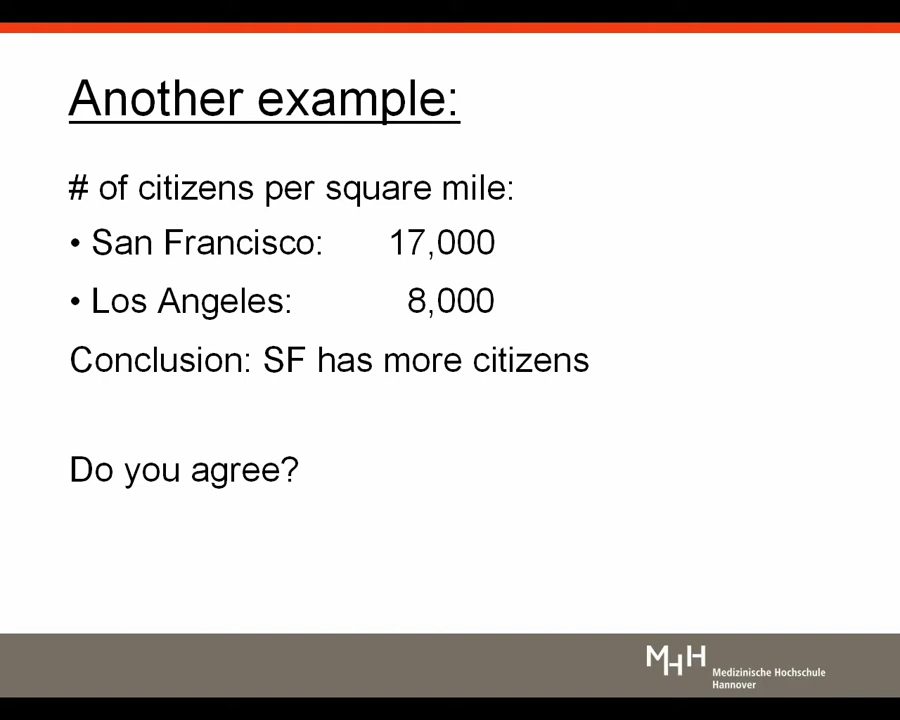 Another example:
# of citizens per square mile:
• San Francisco: 17,000
• Los Angeles: 8,000
Conclusion: SF has more citizens
Do you agree?
MHH
Medizinische Hochschule
Hannover